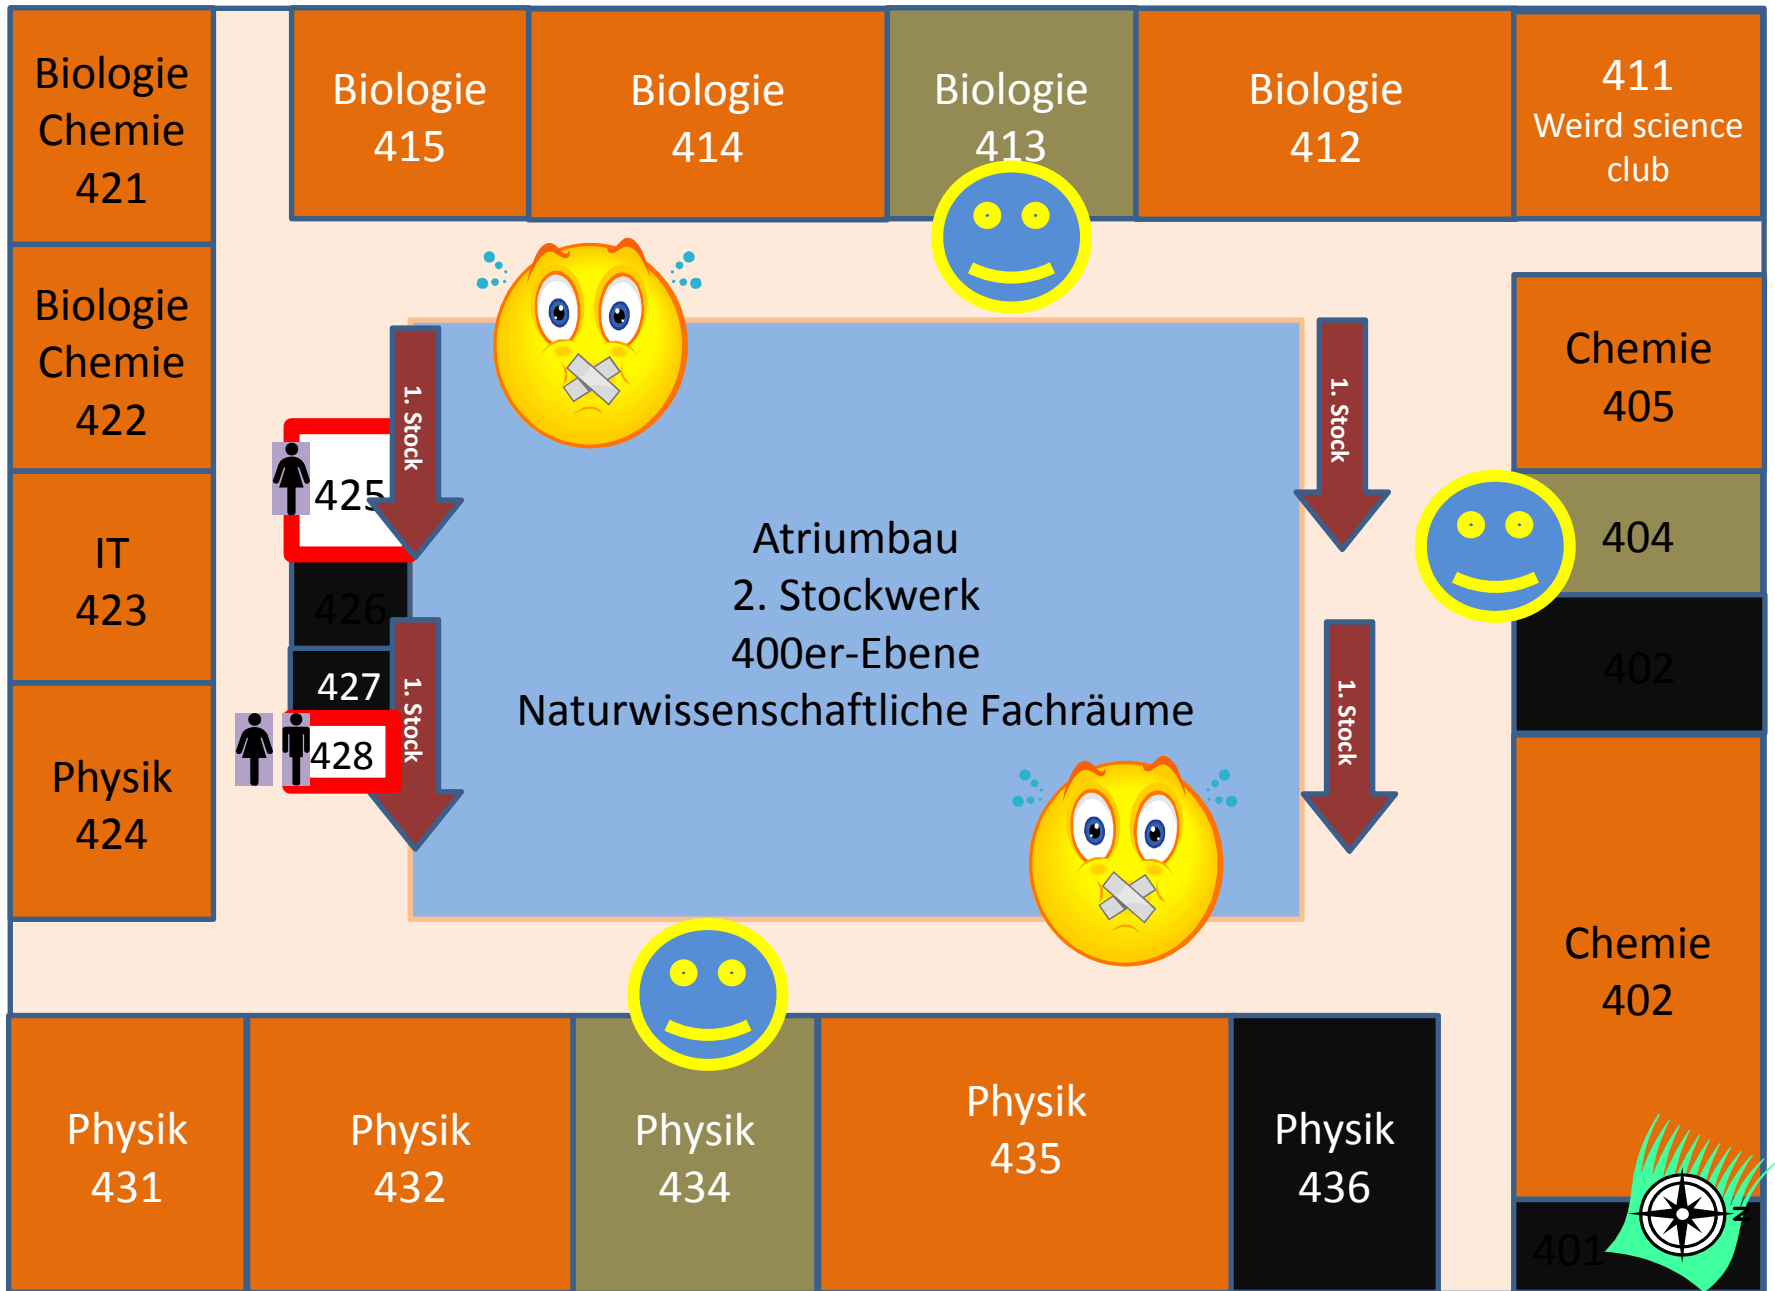 Biologie
Chemie
421
Biologie
415
Biologie
414
Biologie
413
Biologie
412
411
Weird science
club
Biologie
Chemie
422
IT
423
Physik
424
425
426
427
428
1. Stock
1. Stock
1. Stock
1. Stock
Atriumbau
2. Stockwerk
400er-Ebene
Naturwissenschaftliche Fachräume
Chemie
405
404
402
Chemie
402
401
N
Physik
431
Physik
432
Physik
434
Physik
435
Physik
436